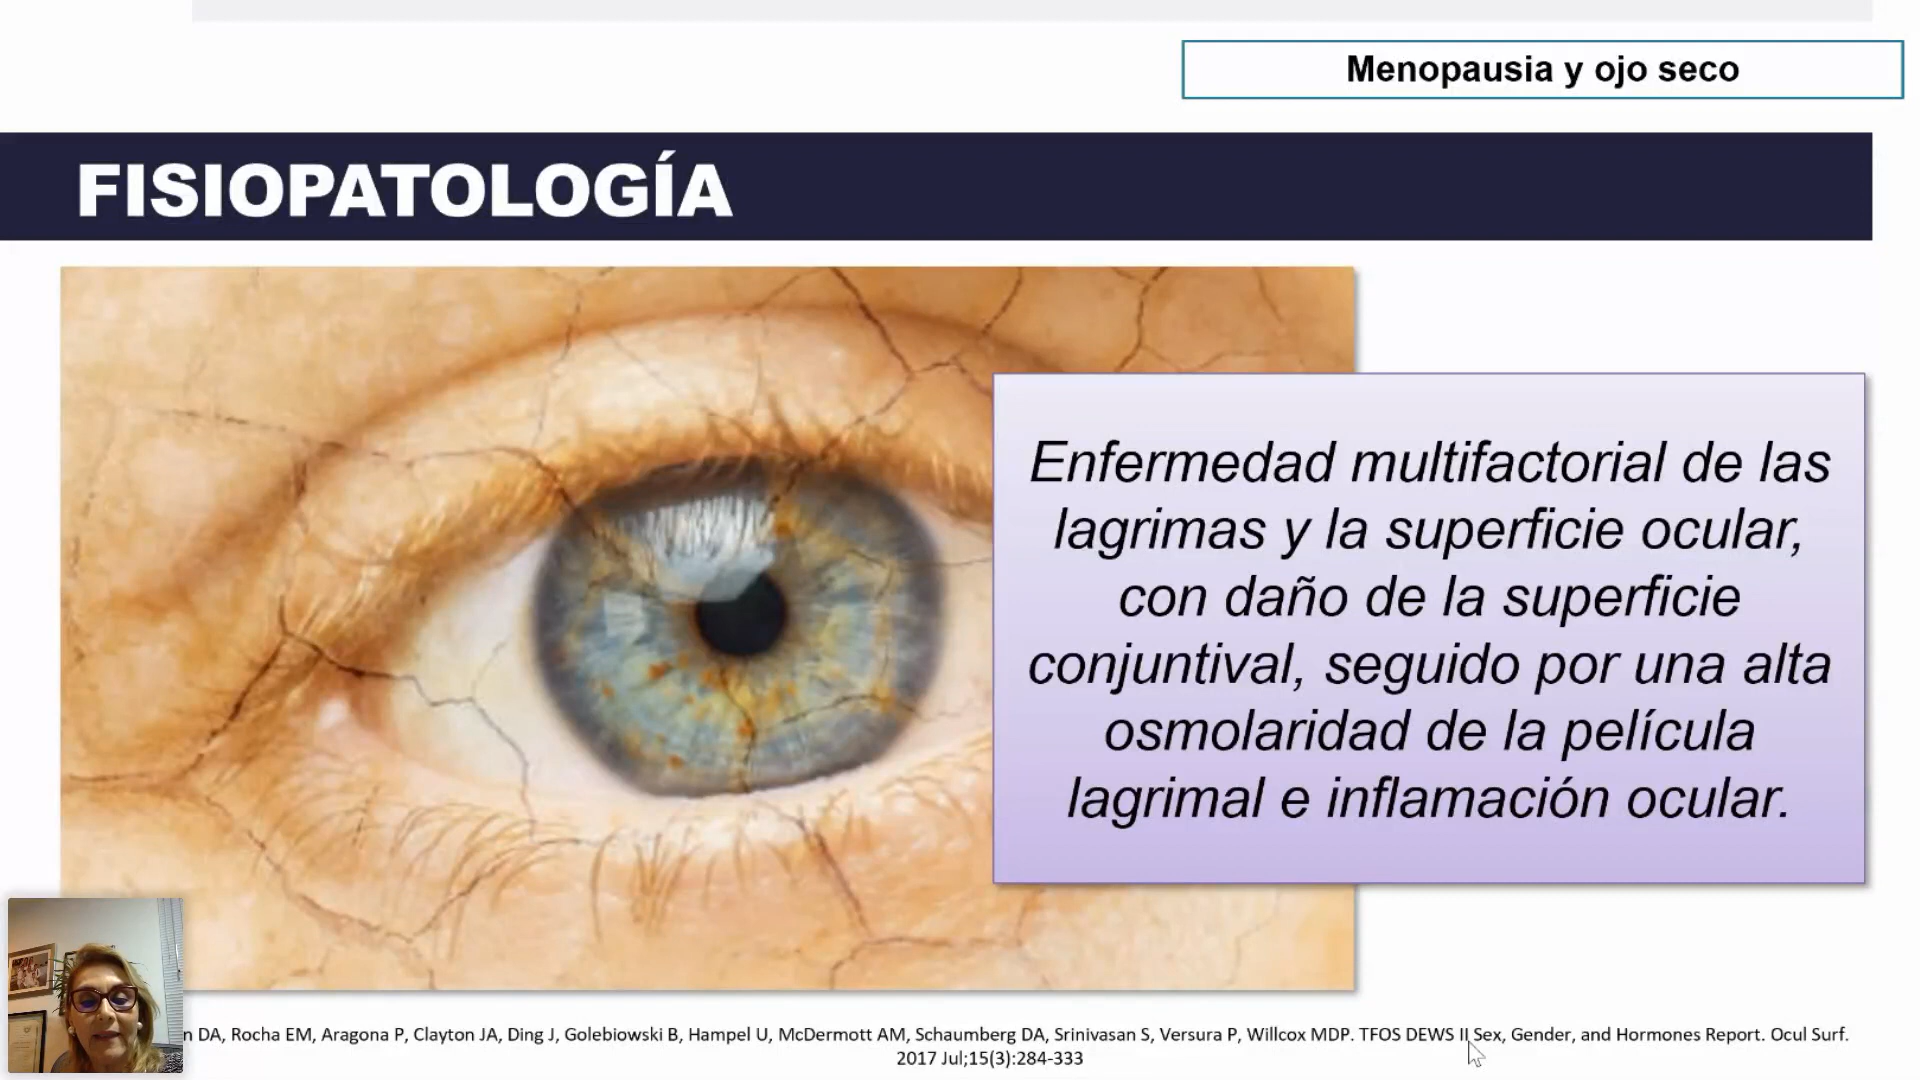 Menopausia y ojo seco
FISIOPATOLOGÍA
Enfermedad multifactorial de las
lagrimas y la superficie ocular,
con daño de la superficie
conjuntival, seguido por una alta
osmolaridad de la película
lagrimal e inflamación ocular.
DA, Rocha EM, Aragona P, Clayton JA, Ding J, Golebiowski B, Hampel U, McDermott AM, Schaumberg DA, Srinivasan S, Versura P, Willcox MDP. TFOS DEWS II Sex, Gender, and Hormones Report. Ocul Surf.
2017 Jul;15(3):284-333